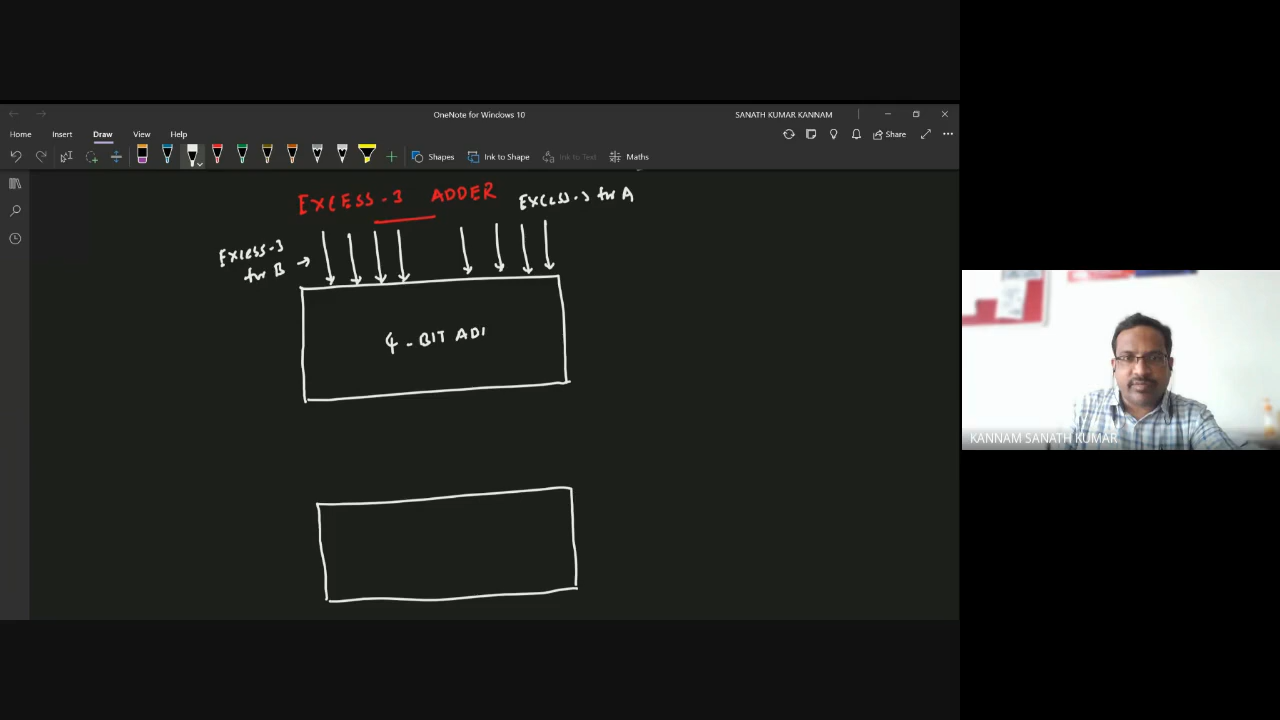 OneNote for Windows 10
SANATH KUMAR KANNAM
Home Insert Draw View Help
Share
Shapes Ink to Shape Ink to Text Maths
EXCESS-3 ADDER
EXCESS-3 for A
Excess-3
for B
4-BIT ADD
KANNAM SANATH KUMAR